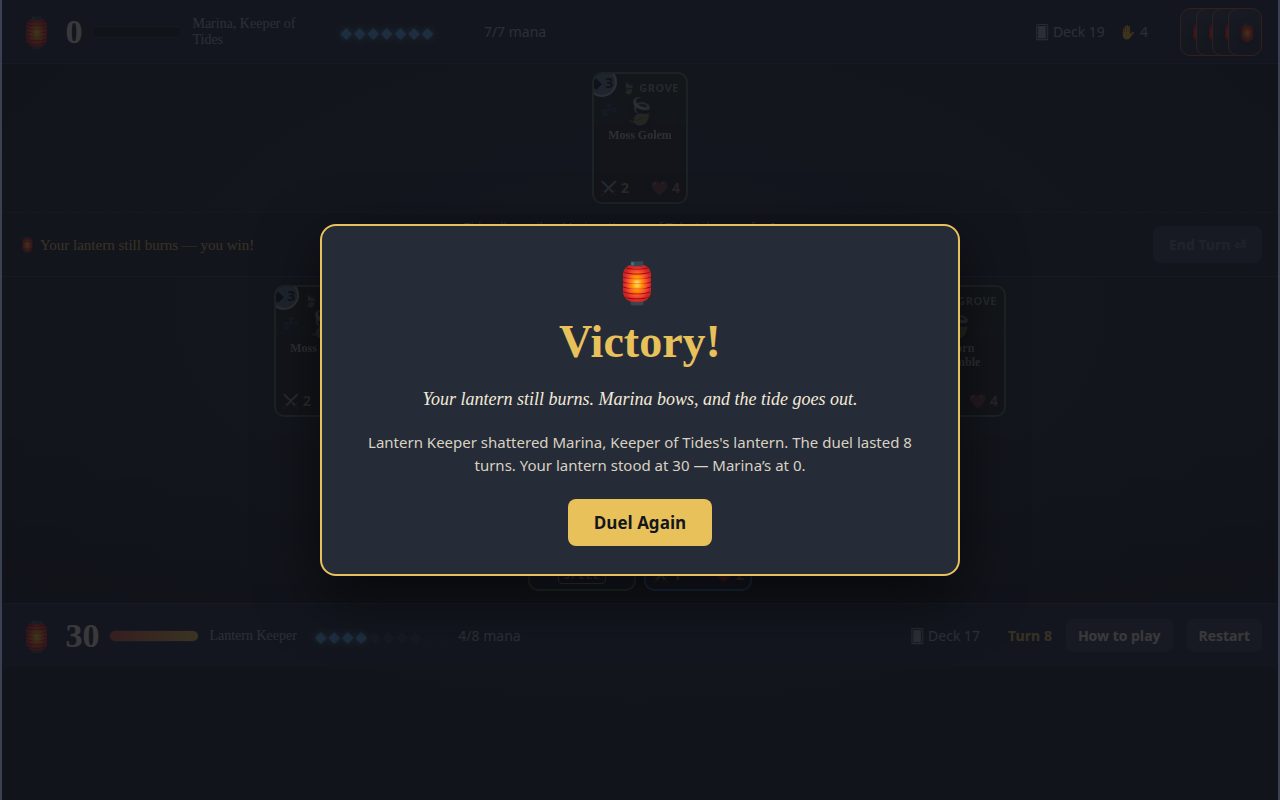 0
Marina, Keeper of
Tides
7/7 mana
Deck 19
4
3
GROVE
Moss Golem
2
4
Your lantern still burns — you win!
End Turn ⏎
3
GROVE
Moss
2
4
Victory!
Your lantern still burns. Marina bows, and the tide goes out.
Lantern Keeper shattered Marina, Keeper of Tides's lantern. The duel lasted 8
turns. Your lantern stood at 30 — Marina’s at 0.
Duel Again
30
Lantern Keeper
4/8 mana
Deck 17
Turn 8
How to play
Restart